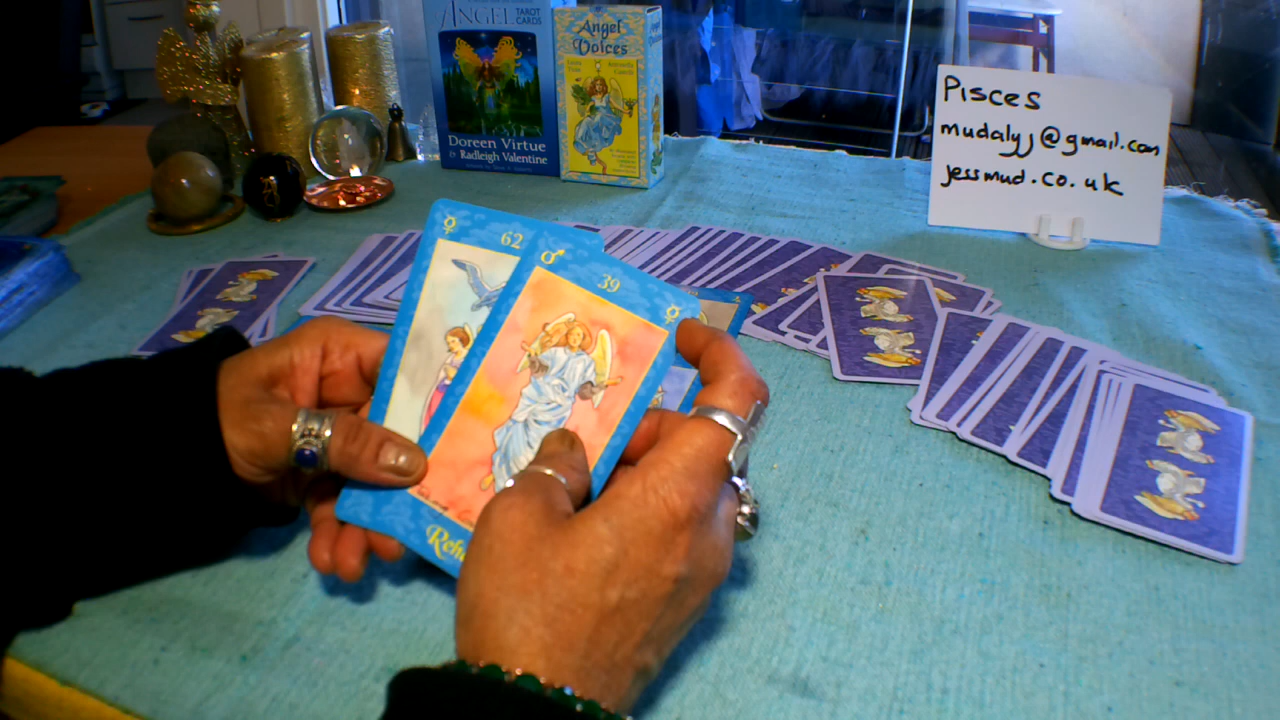 ANGEL TAROT
CARDS
Doreen Virtue
& Radleigh Valentine
Angel
Voices
Pisces
mudalyj@gmail.com
jessmud.co.uk
62
39